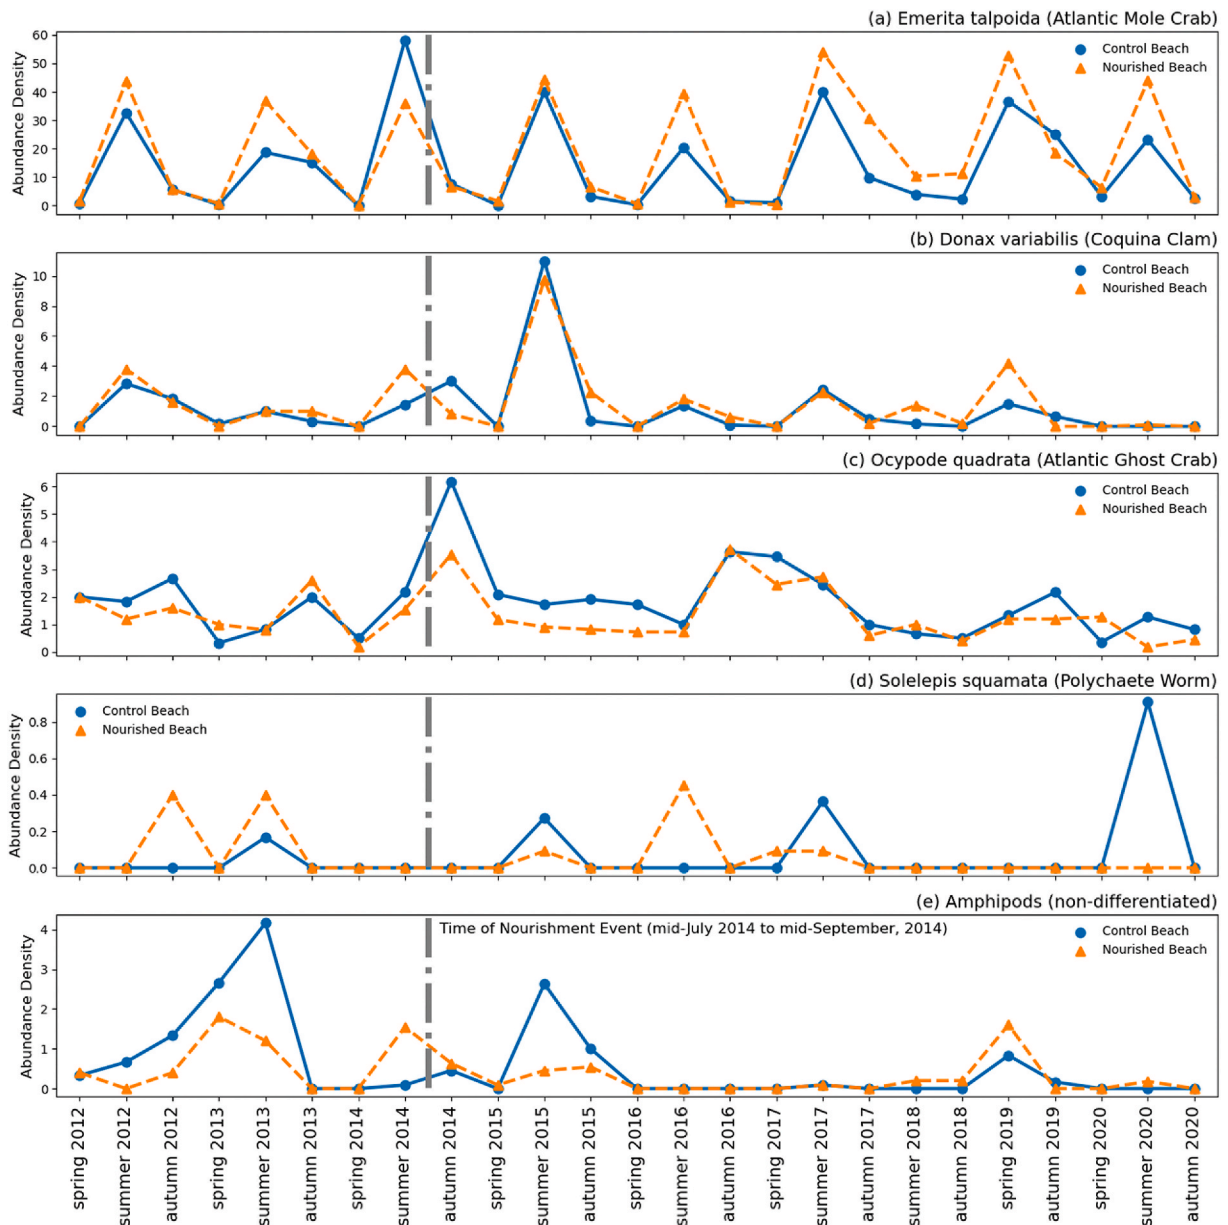 (a) Emerita talpoida (Atlantic Mole Crab)
60
50
40
30
20
10
0
Abundance Density
Control Beach
Nourished Beach
(b) Donax variabilis (Coquina Clam)
10
8
6
4
2
0
Abundance Density
Control Beach
Nourished Beach
(c) Ocypode quadrata (Atlantic Ghost Crab)
6
5
4
3
2
1
0
Abundance Density
Control Beach
Nourished Beach
(d) Solelepis squamata (Polychaete Worm)
0.8
0.6
0.4
0.2
0.0
Abundance Density
Control Beach
Nourished Beach
(e) Amphipods (non-differentiated)
4
3
2
1
0
Abundance Density
Time of Nourishment Event (mid-July 2014 to mid-September, 2014)
Control Beach
Nourished Beach
spring 2012
summer 2012
autumn 2012
spring 2013
summer 2013
autumn 2013
spring 2014
summer 2014
autumn 2014
spring 2015
summer 2015
autumn 2015
spring 2016
summer 2016
autumn 2016
spring 2017
summer 2017
autumn 2017
summer 2018
autumn 2018
spring 2019
autumn 2019
spring 2020
summer 2020
autumn 2020